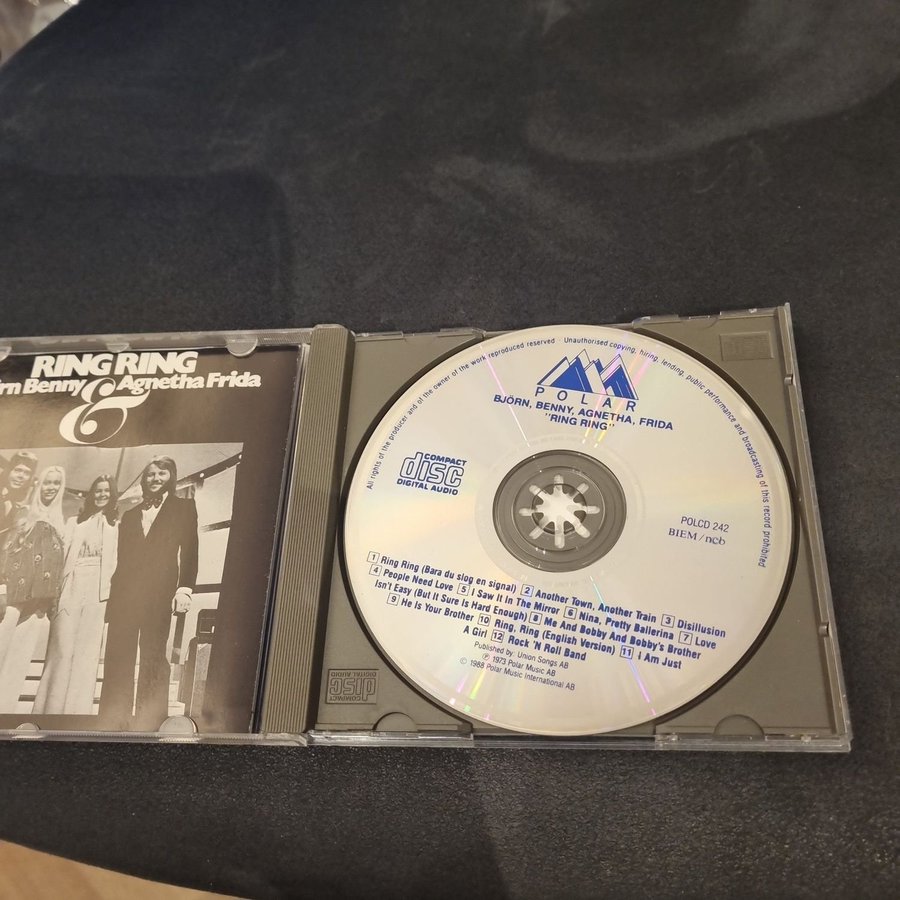 RING RING
rn Benny & Agnetha Frida
All rights of the producer and of the owner of the work reproduced reserved Unauthorised copying, hiring, lending, public performance and broadcasting of this record prohibited
POLAR
BJÖRN, BENNY, AGNETHA, FRIDA
"RING RING"
COMPACT
disc
DIGITAL AUDIO
POLCD 242
BIEM/ncb
1 Ring Ring (Bara du slog en signal) 2 Another Town, Another Train 3 Disillusion
4 People Need Love 5 I Saw It In The Mirror 6 Nina, Pretty Ballerina 7 Love
Isn't Easy (But It Sure Is Hard Enough) 8 Me And Bobby And Bobby's Brother
9 He Is Your Brother 10 Ring, Ring (English Version) 11 I Am Just
A Girl 12 Rock 'N Roll Band
Published by: Union Songs AB
℗ 1973 Polar Music AB
© 1988 Polar Music International AB
COMPACT
disc
DIGITAL AUDIO